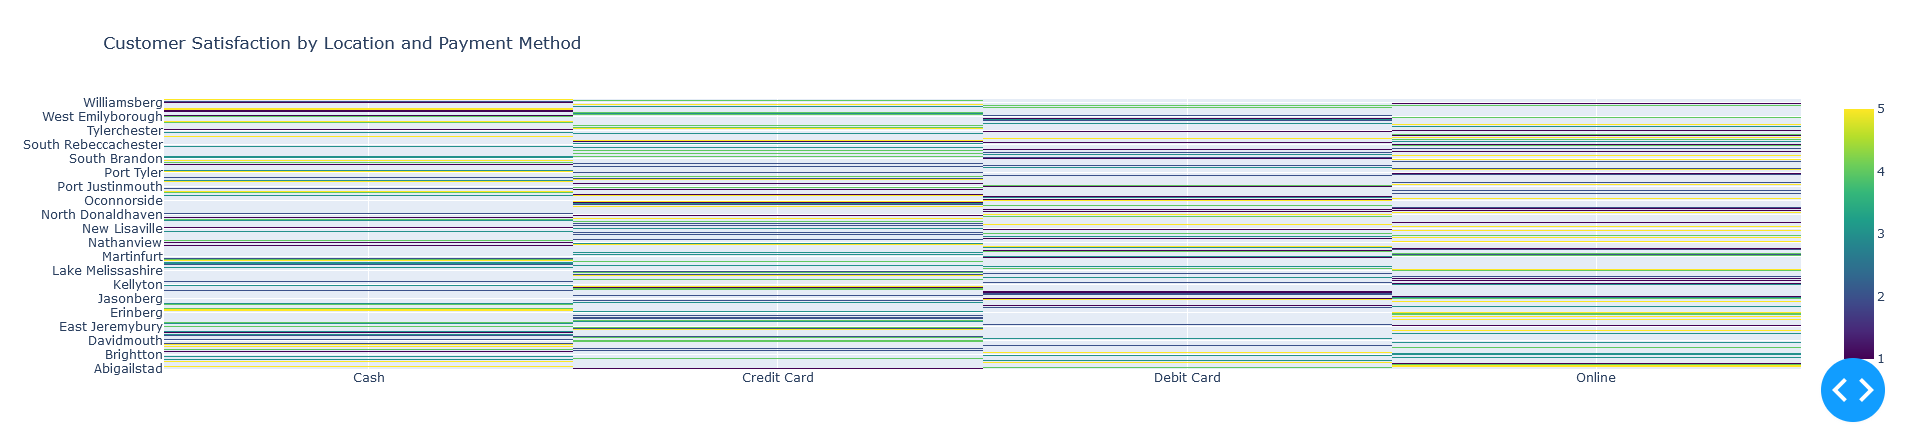 Customer Satisfaction by Location and Payment Method
Williamsberg
West Emilyborough
Tylerchester
South Rebeccachester
South Brandon
Port Tyler
Port Justinmouth
Oconnorside
North Donaldhaven
New Lisaville
Nathanview
Martinfurt
Lake Melissashire
Kellyton
Jasonberg
Erinberg
East Jeremybury
Davidmouth
Brightton
Abigailstad
Cash
Credit Card
Debit Card
Online
5
4
3
2
1